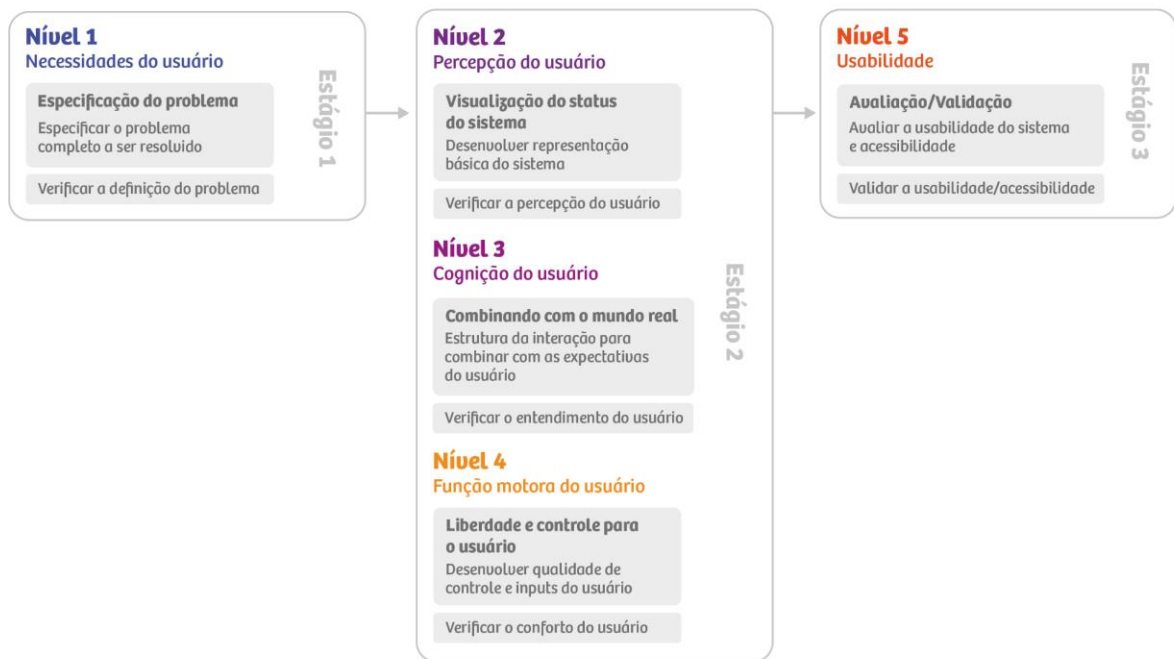 Nível 1
Necessidades do usuário
Especificação do problema
Especificar o problema
completo a ser resolvido
Verificar a definição do problema
Estágio 1
Nível 2
Percepção do usuário
Visualização do status
do sistema
Desenvolver representação
básica do sistema
Verificar a percepção do usuário
Nível 3
Cognição do usuário
Combinando com o mundo real
Estrutura da interação para
combinar com as expectativas
do usuário
Verificar o entendimento do usuário
Nível 4
Função motora do usuário
Liberdade e controle para
o usuário
Desenvolver qualidade de
controle e inputs do usuário
Verificar o conforto do usuário
Estágio 2
Nível 5
Usabilidade
Avaliação/Validação
Avaliar a usabilidade do sistema
e acessibilidade
Validar a usabilidade/acessibilidade
Estágio 3